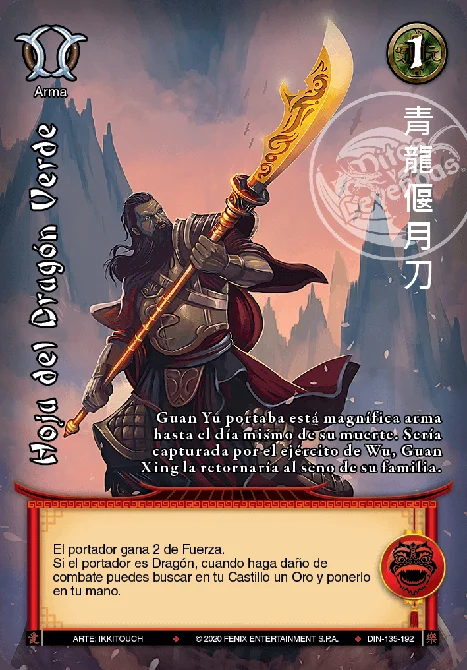 Arma
1
Hoja del Dragón Verde
青龍偃月刀
Mitos y Leyendas
Guan Yú portaba está magnífica arma
hasta el día mismo de su muerte. Sería
capturada por el ejército de Wu, Guan
Xing la retornaría al seno de su familia.
El portador gana 2 de Fuerza.
Si el portador es Dragón, cuando haga daño de
combate puedes buscar en tu Castillo un Oro y ponerlo
en tu mano.
ARTE: IKKITOUCH ◆ © 2020 FENIX ENTERTAINMENT S.P.A. ◆ DIN-135-192